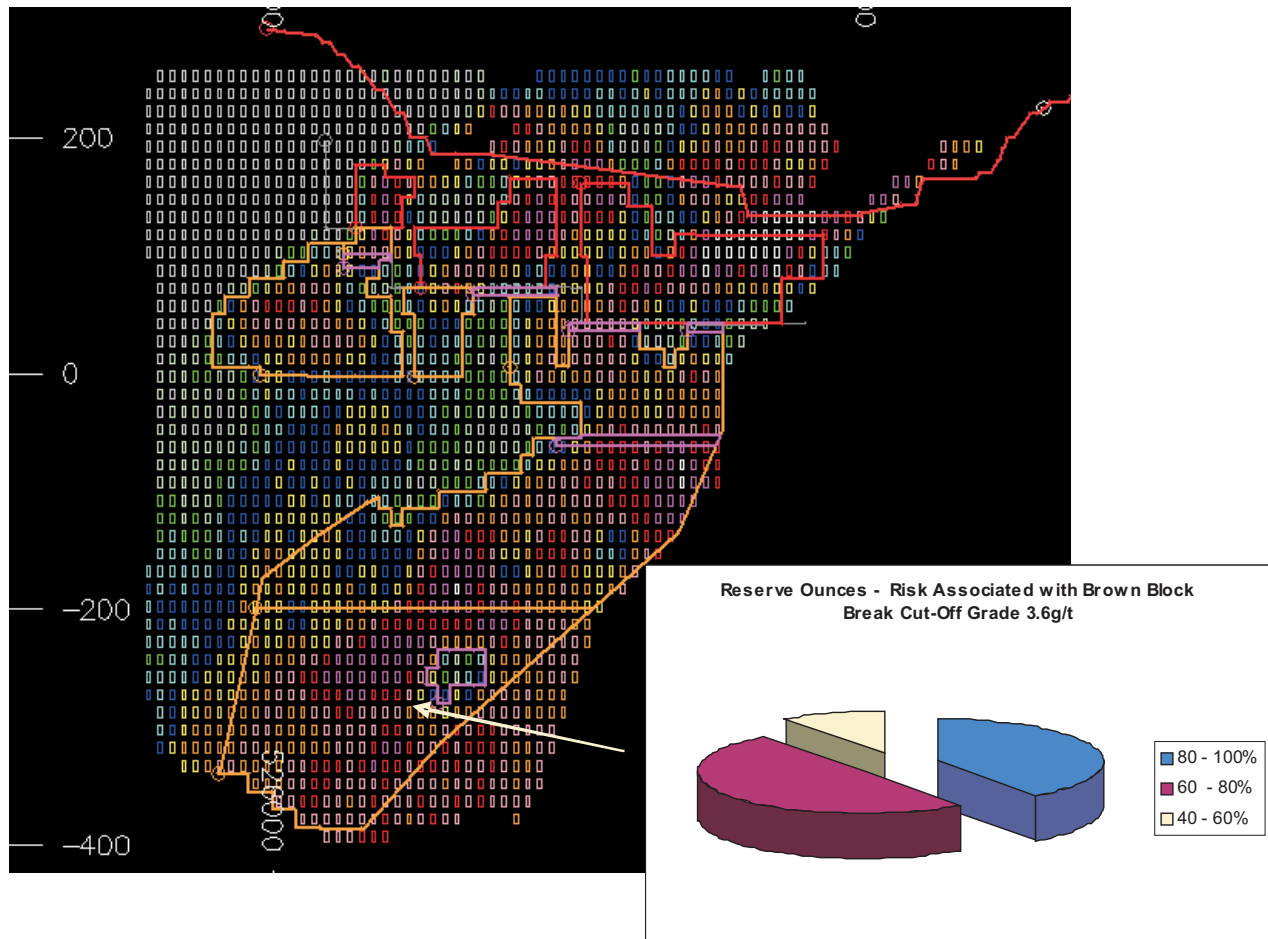 200
0
−200
−400
Reserve Ounces - Risk Associated with Brown Block
Break Cut-Off Grade 3.6g/t
80 - 100%
60 - 80%
40 - 60%